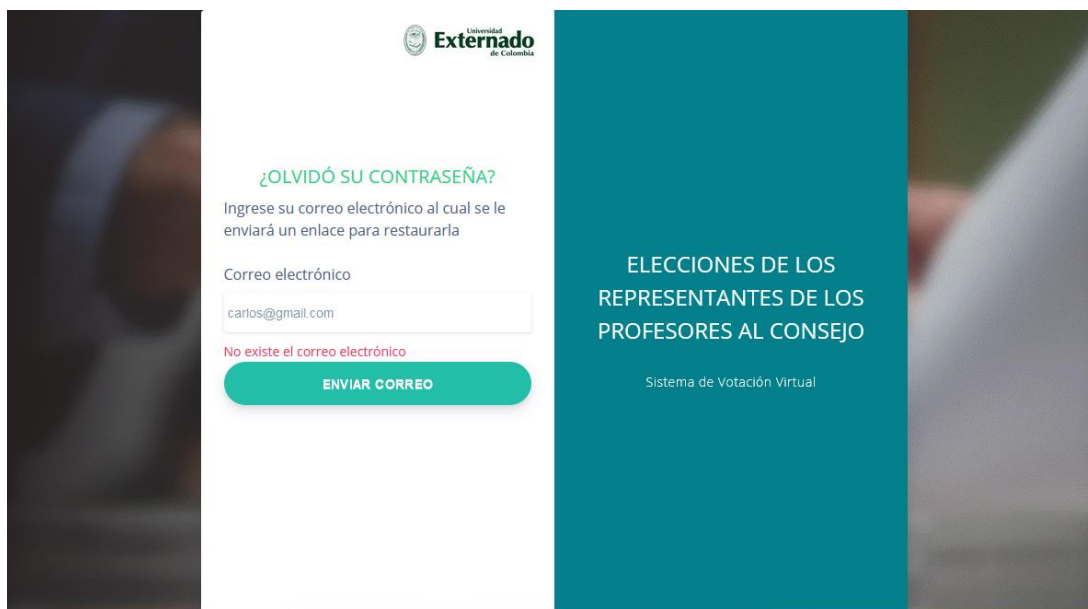 Universidad
Externado
de Colombia
¿OLVIDÓ SU CONTRASEÑA?
Ingrese su correo electrónico al cual se le
enviará un enlace para restaurarla
Correo electrónico
carlos@gmail.com
No existe el correo electrónico
ENVIAR CORREO
ELECCIONES DE LOS
REPRESENTANTES DE LOS
PROFESORES AL CONSEJO
Sistema de Votación Virtual